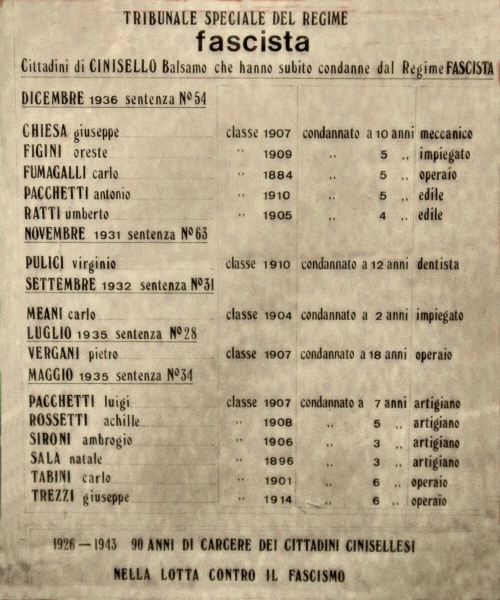 TRIBUNALE SPECIALE DEL REGIME
fascista
Cittadini di CINISELLO Balsamo che hanno subito condanne dal Regime FASCISTA
DICEMBRE 1936 sentenza No54
CHIESA giuseppe classe 1907 condannato a 10 anni meccanico
FIGINI oreste " 1909 " 5 " impiegato
FUMAGALLI carlo " 1884 " 5 " operaio
PACCHETTI antonio " 1910 " 5 " edile
RATTI umberto " 1905 " 4 " edile
NOVEMBRE 1931 sentenza No63
PULICI virginio classe 1910 condannato a 12 anni dentista
SETTEMBRE 1932 sentenza No31
MEANI carlo classe 1904 condannato a 2 anni impiegato
LUGLIO 1935 sentenza No28
VERGANI pietro classe 1907 condannato a 18 anni operaio
MAGGIO 1935 sentenza No34
PACCHETTI luigi classe 1907 condannato a 7 anni artigiano
ROSSETTI achille " 1908 " 5 " artigiano
SIRONI ambrogio " 1906 " 3 " artigiano
SALA natale " 1896 " 3 " artigiano
TABINI carlo " 1901 " 6 " operaio
TREZZI giuseppe " 1914 " 6 " operaio
1926 — 1943 90 ANNI DI CARCERE DEI CITTADINI CINISELLESI
NELLA LOTTA CONTRO IL FASCISMO